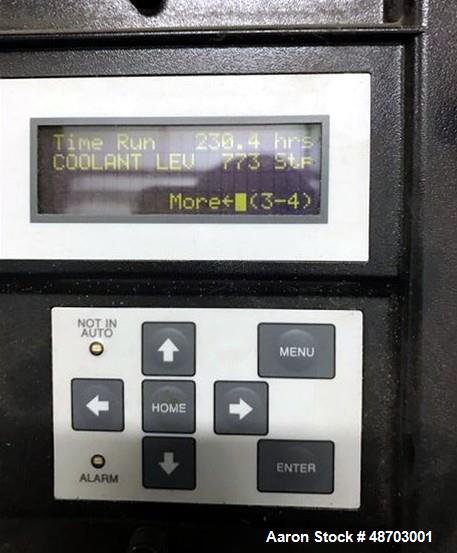 Time Run 230.4 hrs
COOLANT LEV 773 Str
More←(3-4)
NOT IN
AUTO
MENU
HOME
ENTER
ALARM
Aaron Stock # 48703001